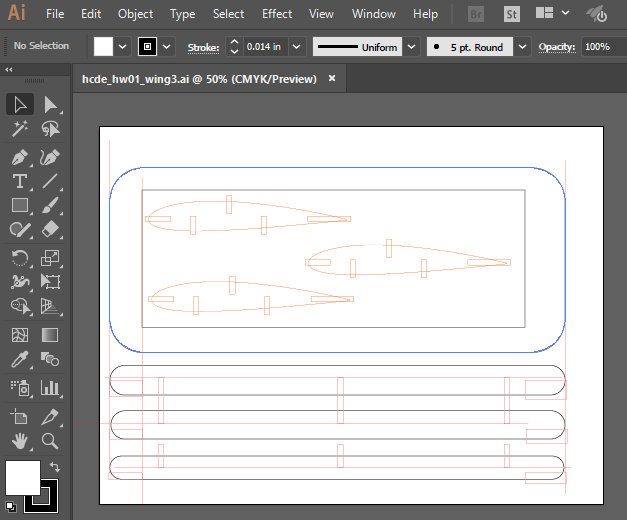 Ai File Edit Object Type Select Effect View Window Help Br St
No Selection Stroke: 0.014 in Uniform 5 pt. Round Opacity: 100%
hcde_hw01_wing3.ai @ 50% (CMYK/Preview) ×
T